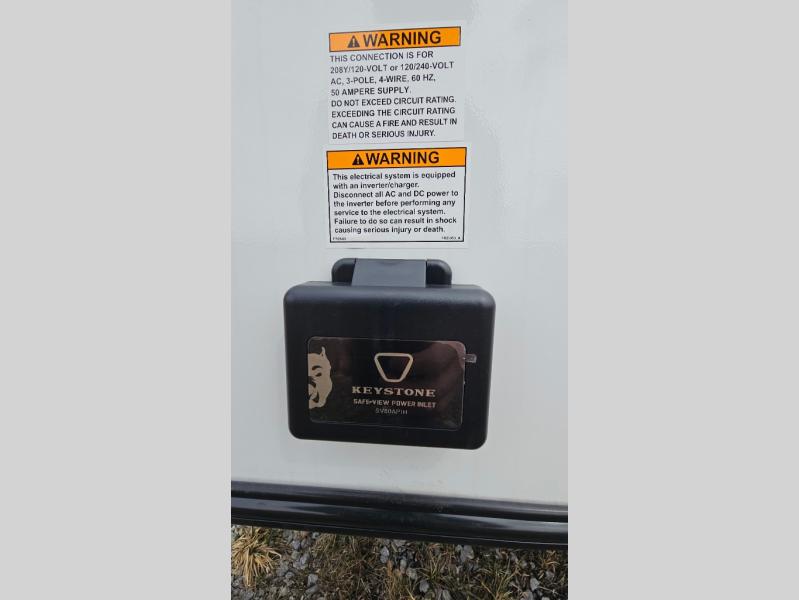 WARNING
THIS CONNECTION IS FOR
208Y/120-VOLT or 120/240-VOLT
AC, 3-POLE, 4-WIRE, 60 HZ,
50 AMPERE SUPPLY.
DO NOT EXCEED CIRCUIT RATING.
EXCEEDING THE CIRCUIT RATING
CAN CAUSE A FIRE AND RESULT IN
DEATH OR SERIOUS INJURY.
WARNING
This electrical system is equipped
with an inverter/charger.
Disconnect all AC and DC power to
the inverter before performing any
service to the electrical system.
Failure to do so can result in shock
causing serious injury or death.
KEYSTONE
SAFE-VIEW POWER INLET